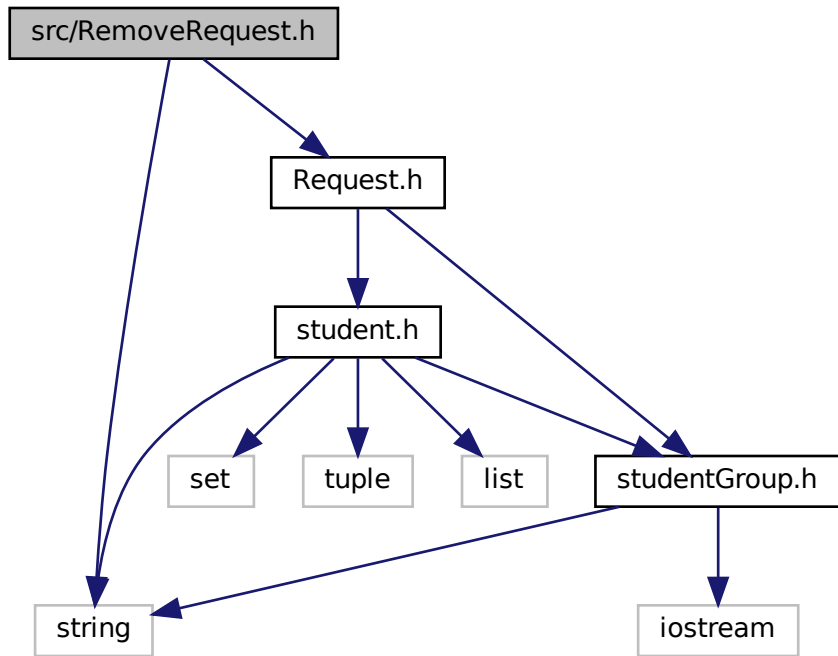 src/RemoveRequest.h
Request.h
student.h
set
tuple
list
studentGroup.h
string
iostream